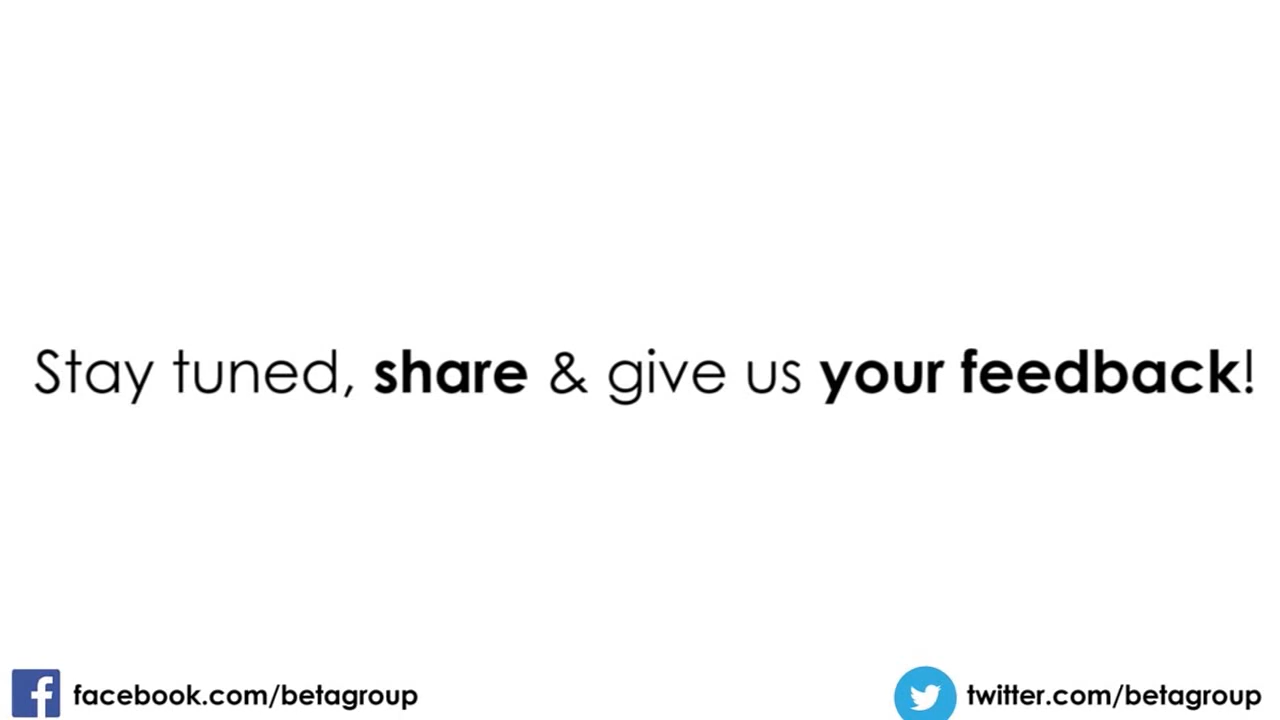 Stay tuned, share & give us your feedback!
facebook.com/betagroup
twitter.com/betagroup